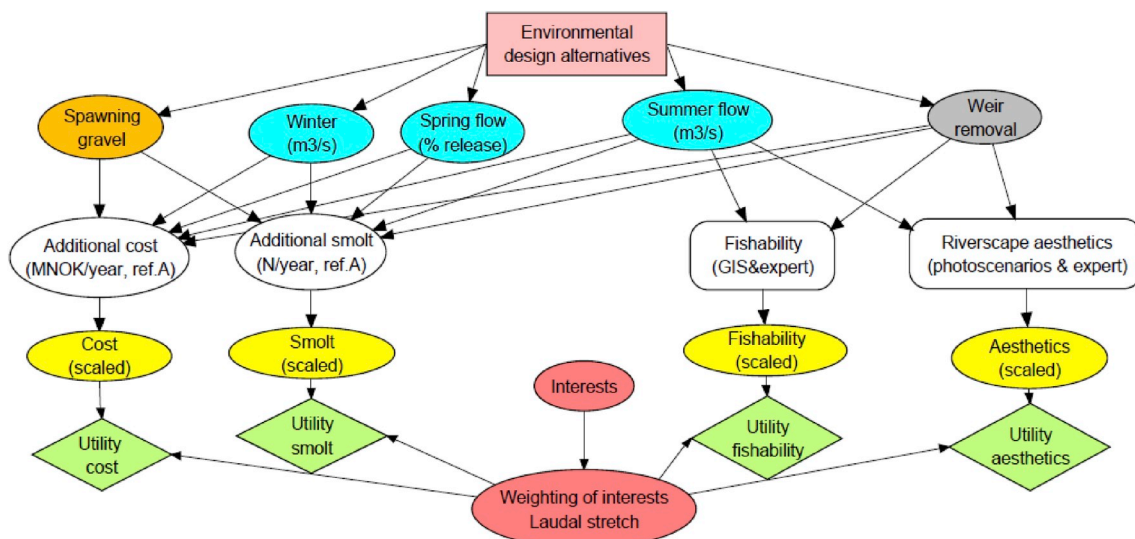 Environmental
design alternatives
Spawning
gravel
Winter
(m3/s)
Spring flow
(% release)
Summer flow
(m3/s)
Weir
removal
Additional cost
(MNOK/year, ref.A)
Additional smolt
(N/year, ref.A)
Fishability
(GIS&expert)
Riverscape aesthetics
(photoscenarios & expert)
Cost
(scaled)
Smolt
(scaled)
Fishability
(scaled)
Aesthetics
(scaled)
Interests
Utility
cost
Utility
smolt
Utility
fishability
Utility
aesthetics
Weighting of interests
Laudal stretch